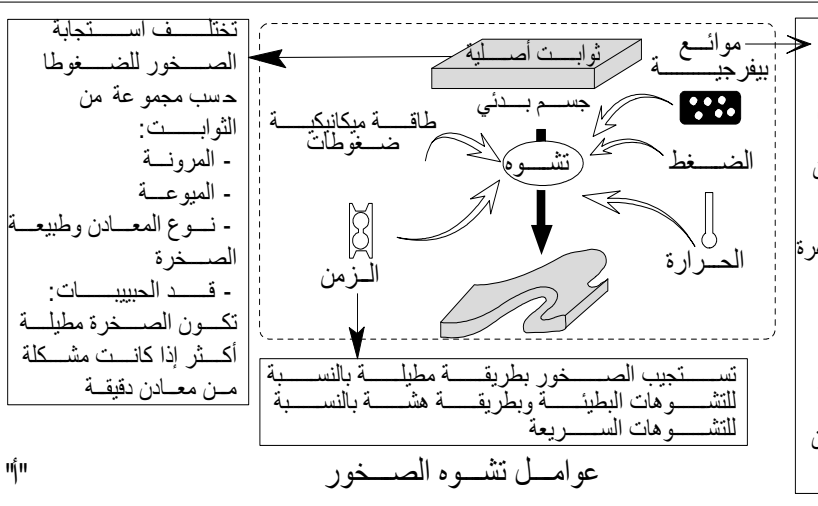 تختلف استجابة
الصخور للضغوطا
حسب مجموعة من
الثوابت:
- المرونة
- الميوعة
- نوع المعادن وطبيعة
الصخرة
- قد الحبيبات:
تكون الصخرة مطيلة
أكثر إذا كانت مشكلة
من معادن دقيقة
ثوابت أصلية
موائع
بيفرجية
جسم بدئي
طاقة ميكانيكية
ضغوطات
تشوه
الضغط
الحرارة
الزمن
تستجيب الصخور بطريقة مطيلة بالنسبة
للتشوهات البطيئة وبطريقة هشة بالنسبة
للتشوهات السريعة
عوامل تشوه الصخور
"أ"